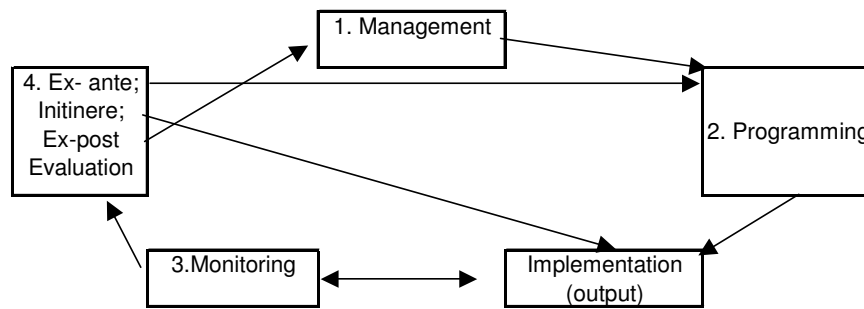 1. Management
4. Ex- ante;
Initinere;
Ex-post
Evaluation
2. Programming
3.Monitoring
Implementation
(output)